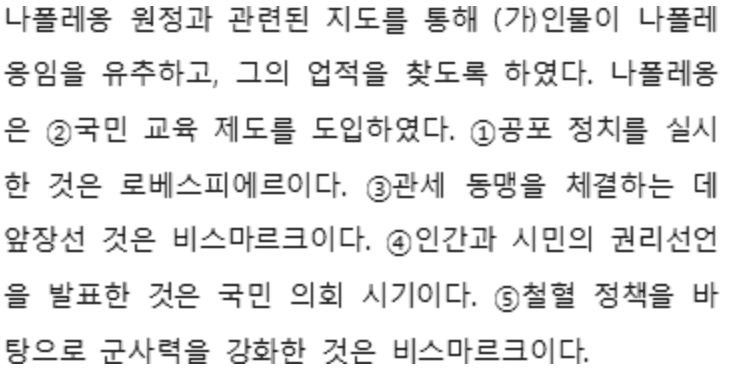 나폴레옹 원정과 관련된 지도를 통해 (가)인물이 나폴레
옹임을 유추하고, 그의 업적을 찾도록 하였다. 나폴레옹
은 ②국민 교육 제도를 도입하였다. ①공포 정치를 실시
한 것은 로베스피에르이다. ③관세 동맹을 체결하는 데
앞장선 것은 비스마르크이다. ④인간과 시민의 권리선언
을 발표한 것은 국민 의회 시기이다. ⑤철혈 정책을 바
탕으로 군사력을 강화한 것은 비스마르크이다.